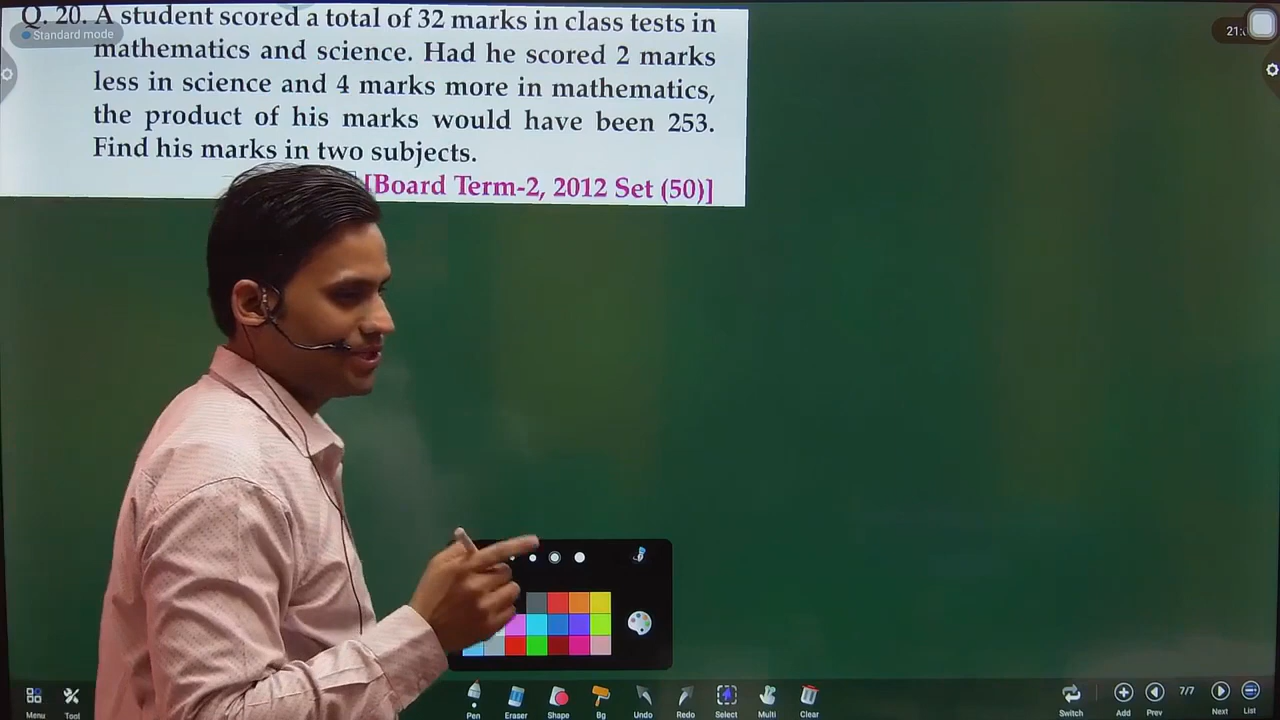 Q. 20. A student scored a total of 32 marks in class tests in
Standard mode
mathematics and science. Had he scored 2 marks
less in science and 4 marks more in mathematics,
the product of his marks would have been 253.
Find his marks in two subjects.
[Board Term-2, 2012 Set (50)]
Menu Tool Pen Eraser Shape Bg Undo Redo Select Multi Clear Switch Add Prev 7/7 Next List